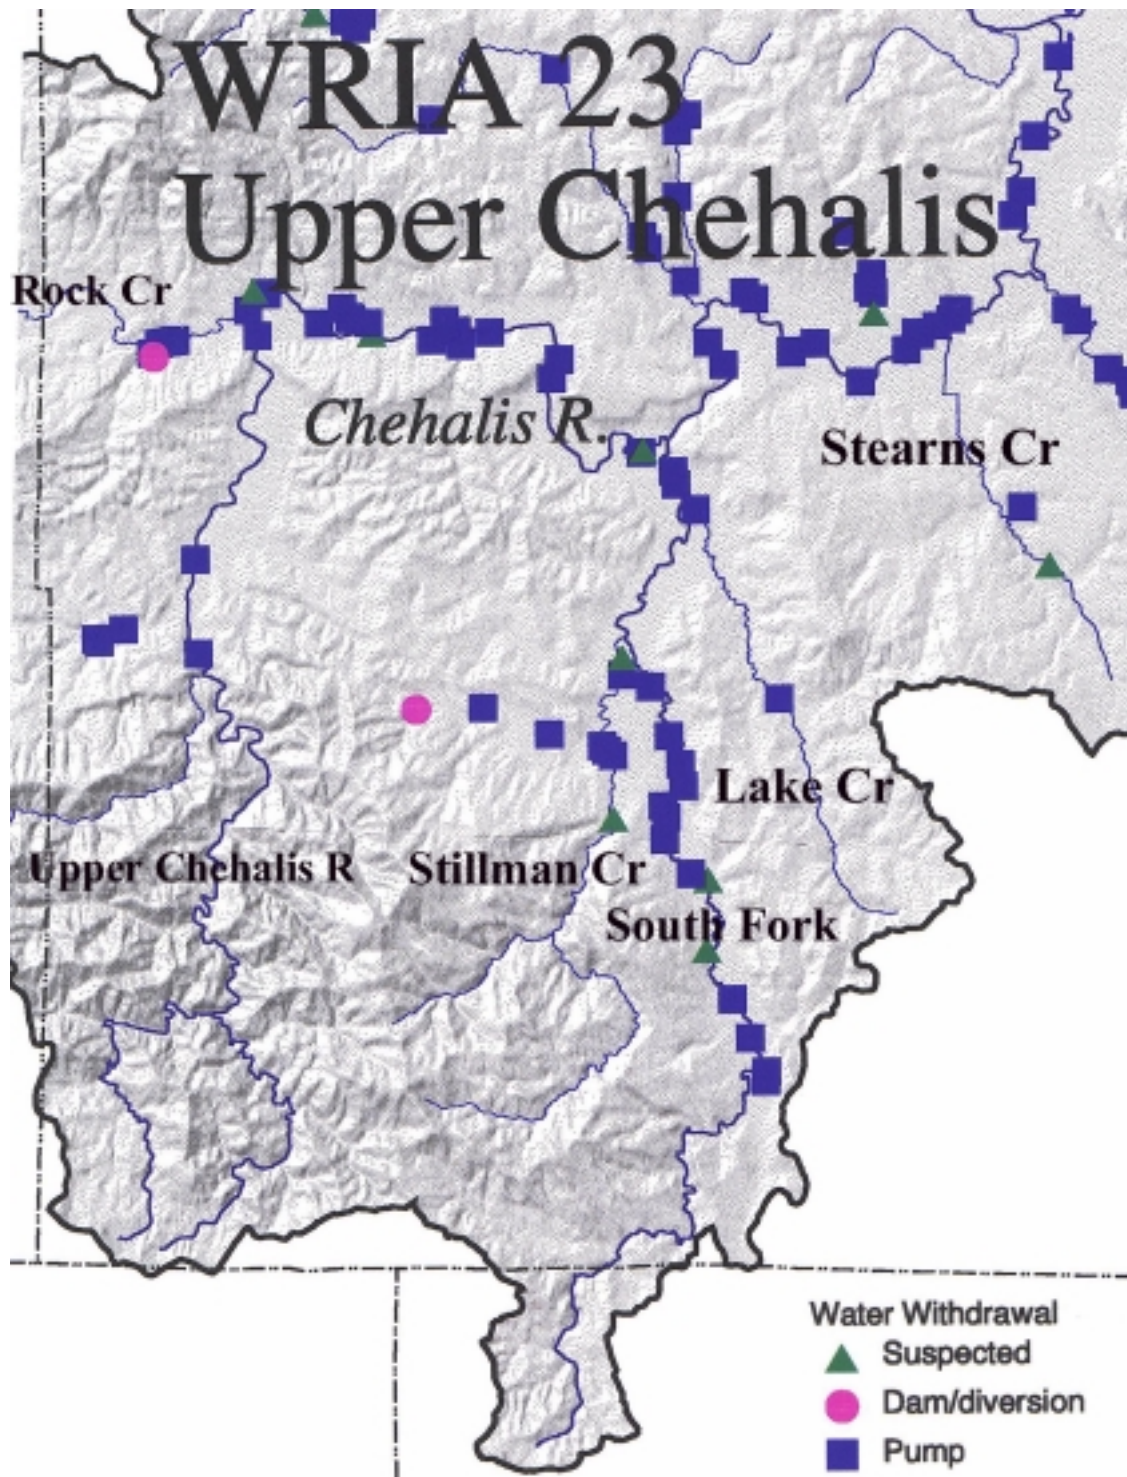 WRIA 23
Upper Chehalis
Rock Cr
Chehalis R.
Stearns Cr
Lake Cr
Upper Chehalis R
Stillman Cr
South Fork
Water Withdrawal
Suspected
Dam/diversion
Pump